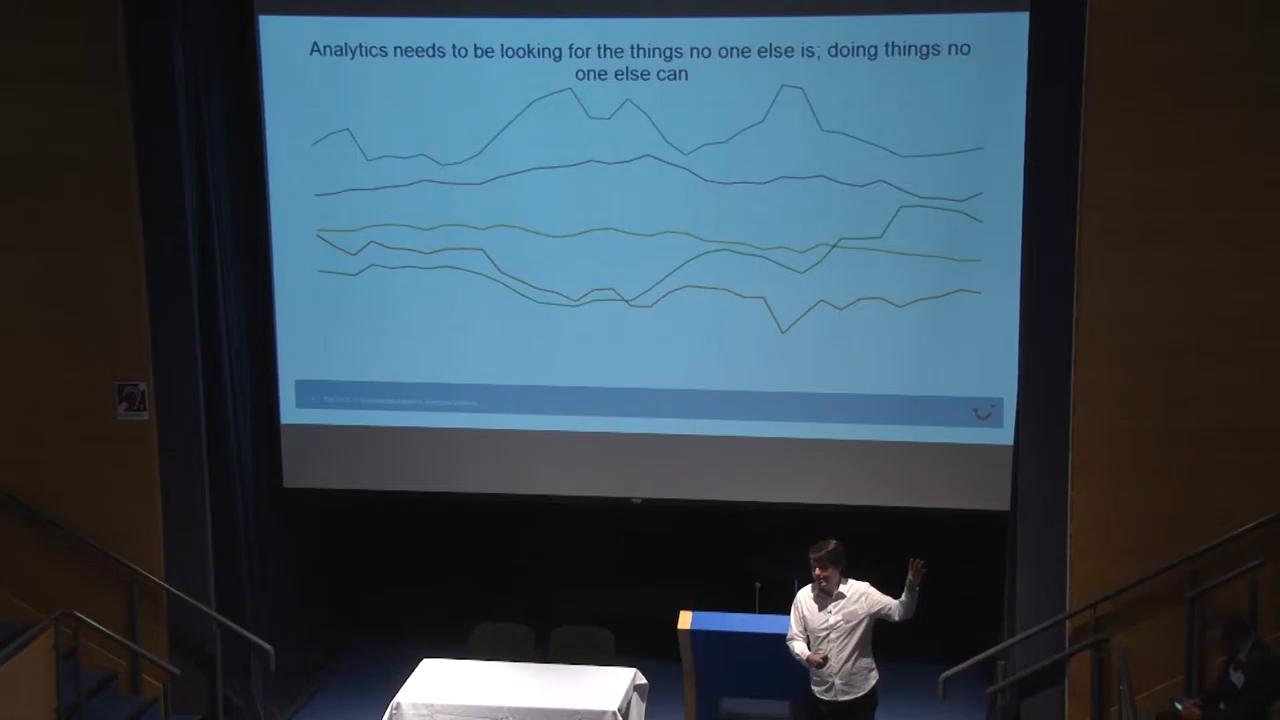 Analytics needs to be looking for the things no one else is; doing things no
one else can